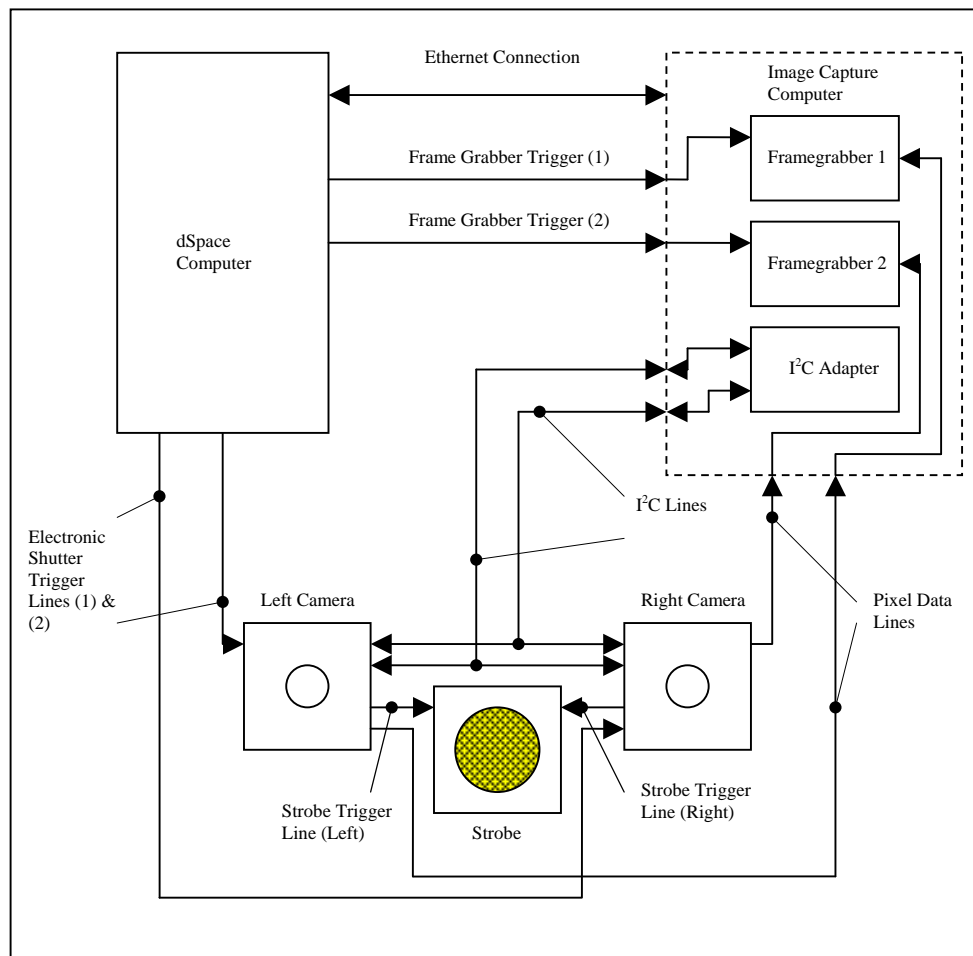 Ethernet Connection
Image Capture
Computer
Frame Grabber Trigger (1)
Framegrabber 1
Frame Grabber Trigger (2)
dSpace
Computer
Framegrabber 2
I²C Adapter
I²C Lines
Electronic
Shutter
Trigger
Lines (1) &
(2)
Left Camera
Right Camera
Pixel Data
Lines
Strobe Trigger
Line (Left)
Strobe
Strobe Trigger
Line (Right)